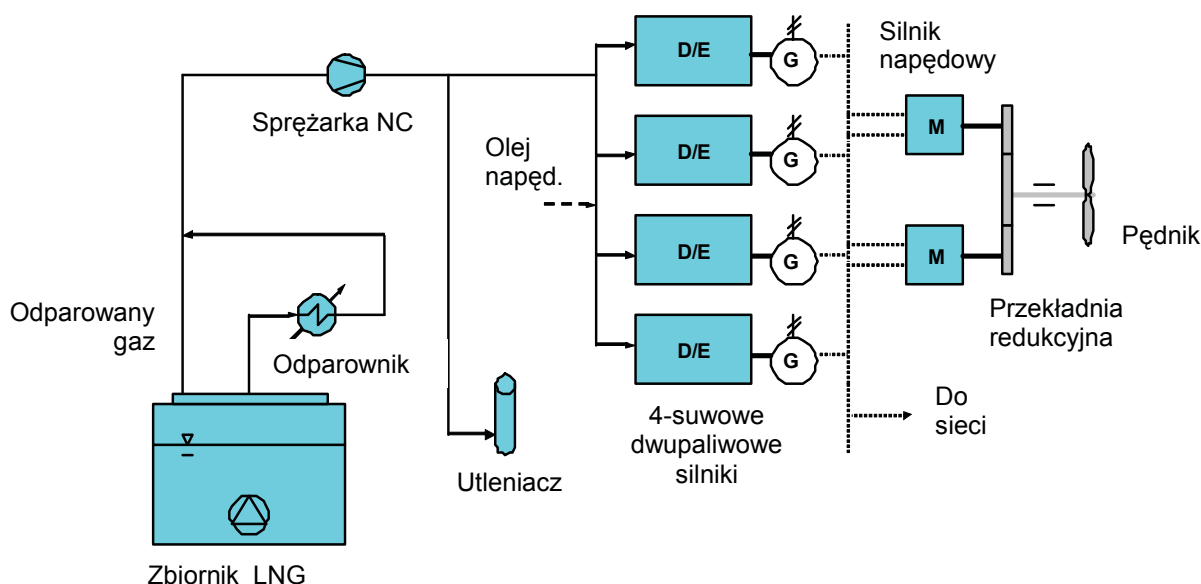 D/E
G
Silnik
napędowy
Sprężarka NC
M
Olej
napęd.
D/E
G
D/E
G
M
Pędnik
Odparowany
gaz
Odparownik
Przekładnia
redukcyjna
D/E
G
4-suwowe
dwupaliwowe
silniki
Do
sieci
Utleniacz
Zbiornik LNG